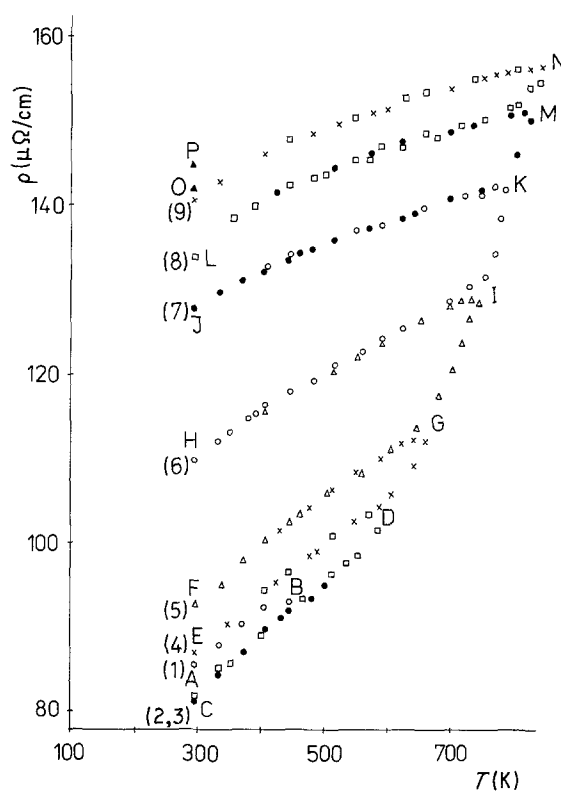 160
ρ(μΩ/cm)
N
M
P
O
(9)
140
K
(8) L
(7)
J
I
120
H
(6)
G
100
D
F
B
(5)
(4) E
(1)
A
(2,3) C
80
100 300 500 700
T(K)